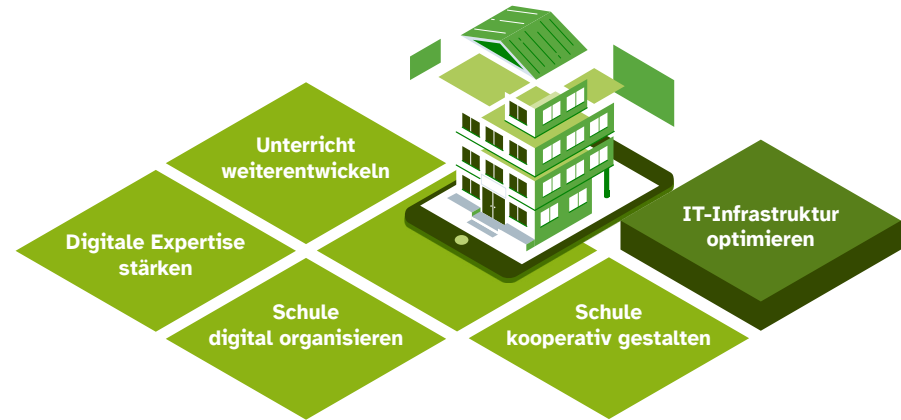 Unterricht
weiterentwickeln
Digitale Expertise
stärken
IT-Infrastruktur
optimieren
Schule
digital organisieren
Schule
kooperativ gestalten